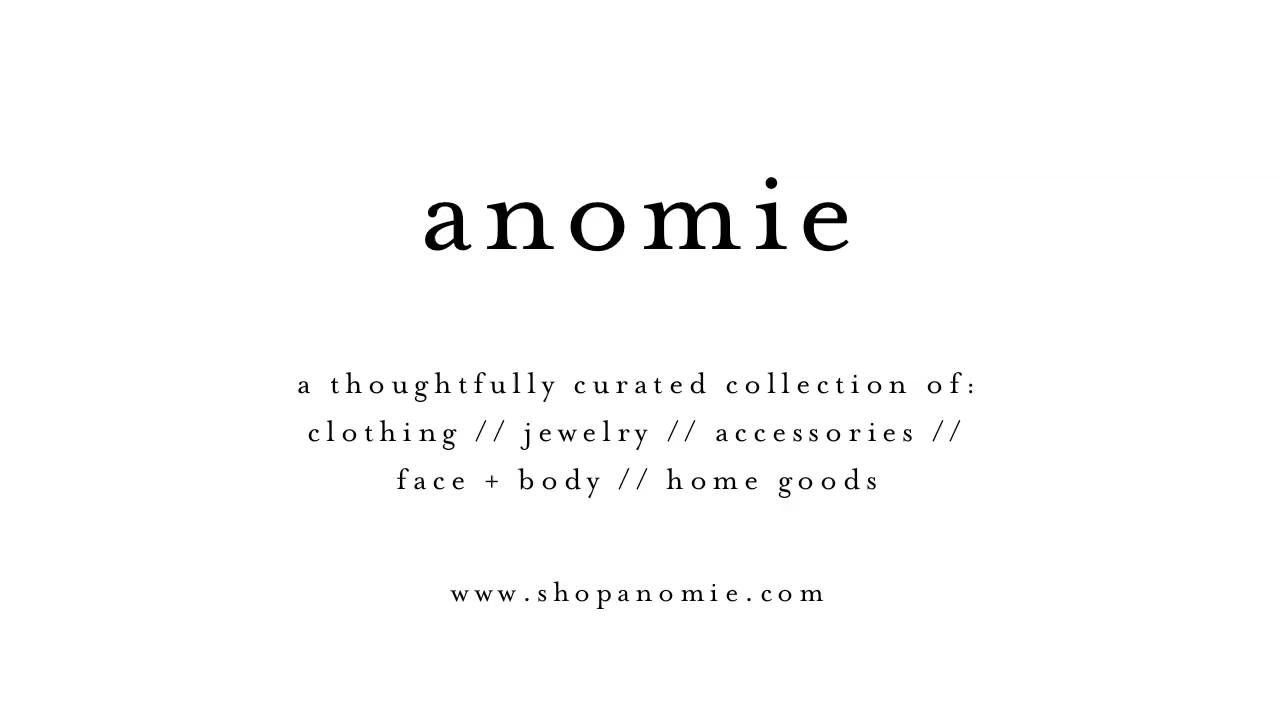 anomie
a thoughtfully curated collection of:
clothing // jewelry // accessories //
face + body // home goods
www.shopanomie.com